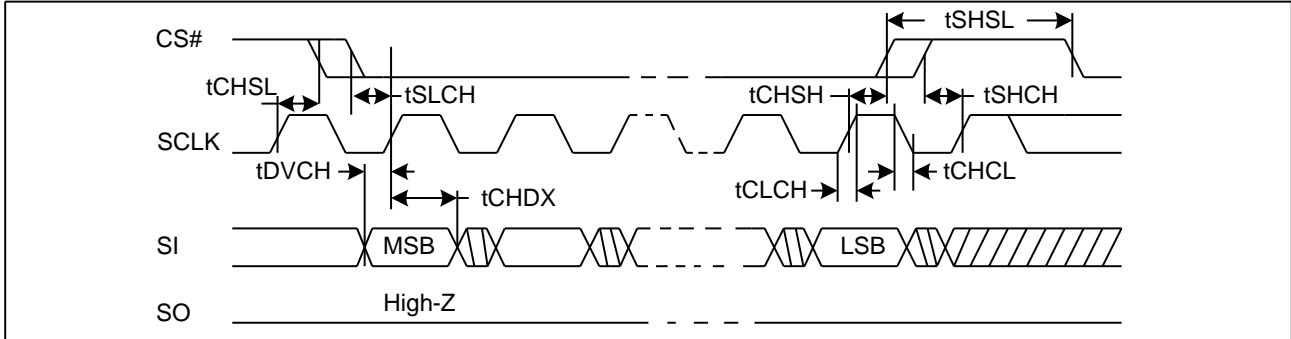 tSHSL
CS#
tCHSL
tSLCH
tCHSH
tSHCH
SCLK
tDVCH
tCHDX
tCLCH
tCHCL
SI
MSB
LSB
SO
High-Z